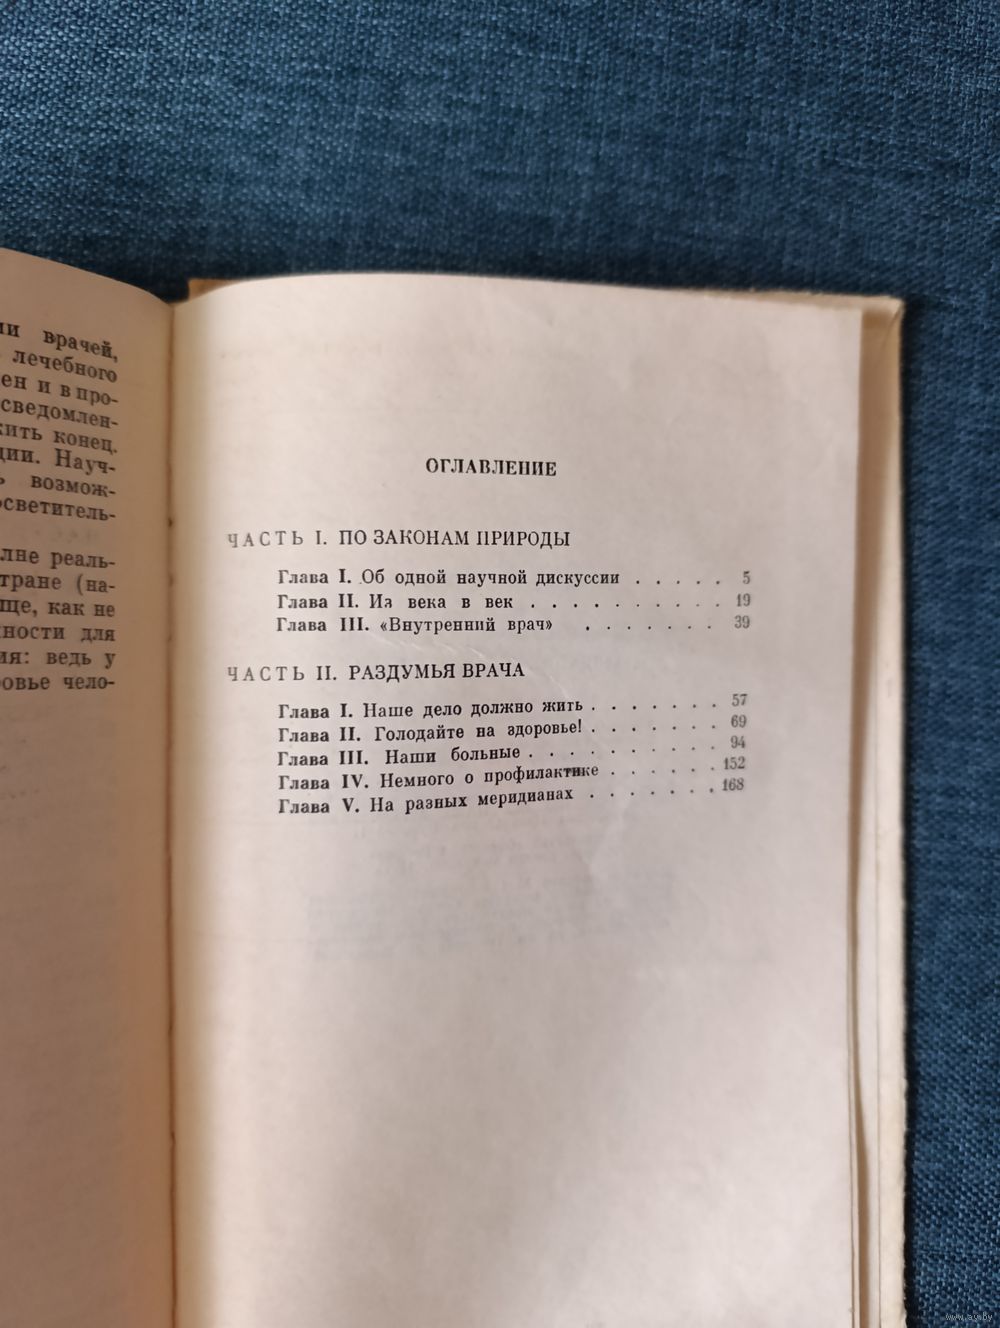 врачей,
лечебного
ен и в про-
сведомлен-
жить конец.
ции. Науч-
возмож-
светитель-
лне реаль-
тране (на-
ще, как не
ности для
ия: ведь у
овье чело-
ОГЛАВЛЕНИЕ
ЧАСТЬ I. ПО ЗАКОНАМ ПРИРОДЫ
Глава I. Об одной научной дискуссии . . . . . 5
Глава II. Из века в век . . . . . . . . . . 19
Глава III. «Внутренний врач» . . . . . . . 39
ЧАСТЬ II. РАЗДУМЬЯ ВРАЧА
Глава I. Наше дело должно жить . . . . . . . 57
Глава II. Голодайте на здоровье! . . . . . . . 69
Глава III. Наши больные . . . . . . . . . . 94
Глава IV. Немного о профилактике . . . . . . 152
Глава V. На разных меридианах . . . . . . . 168
www.ay.by